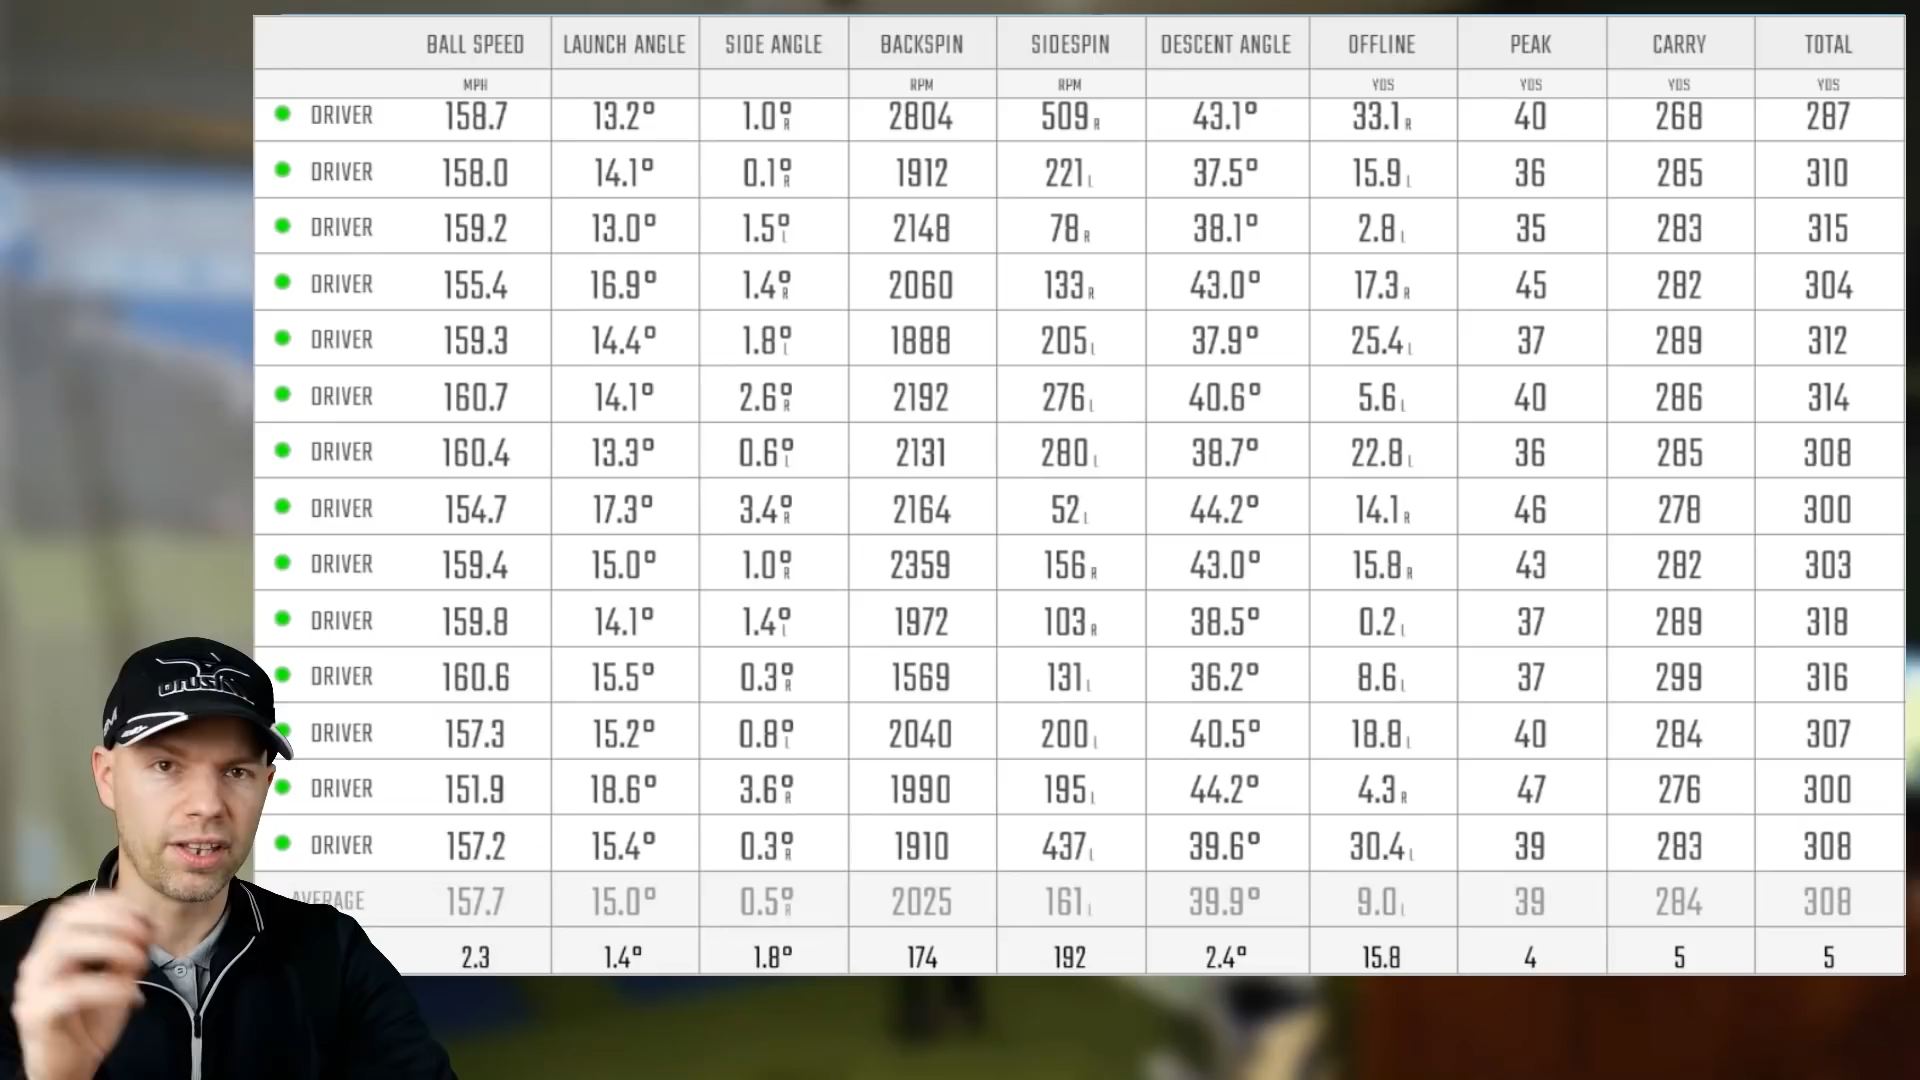 BALL SPEED LAUNCH ANGLE SIDE ANGLE BACKSPIN SIDESPIN DESCENT ANGLE OFFLINE PEAK CARRY TOTAL
MPH RPM RPM YDS YDS YDS YDS
DRIVER 158.7 13.2° 1.0° R 2804 509 R 43.1° 33.1 R 40 268 287
DRIVER 158.0 14.1° 0.1° R 1912 221 L 37.5° 15.9 L 36 285 310
DRIVER 159.2 13.0° 1.5° L 2148 78 R 38.1° 2.8 L 35 283 315
DRIVER 155.4 16.9° 1.4° R 2060 133 R 43.0° 17.3 R 45 282 304
DRIVER 159.3 14.4° 1.8° L 1888 205 L 37.9° 25.4 L 37 289 312
DRIVER 160.7 14.1° 2.6° R 2192 276 L 40.6° 5.6 L 40 286 314
DRIVER 160.4 13.3° 0.6° L 2131 280 L 38.7° 22.8 L 36 285 308
DRIVER 154.7 17.3° 3.4° R 2164 52 L 44.2° 14.1 R 46 278 300
DRIVER 159.4 15.0° 1.0° R 2359 156 R 43.0° 15.8 R 43 282 303
DRIVER 159.8 14.1° 1.4° L 1972 103 R 38.5° 0.2 L 37 289 318
DRIVER 160.6 15.5° 0.3° R 1569 131 L 36.2° 8.6 L 37 299 316
DRIVER 157.3 15.2° 0.8° L 2040 200 L 40.5° 18.8 L 40 284 307
DRIVER 151.9 18.6° 3.6° R 1990 195 L 44.2° 4.3 R 47 276 300
DRIVER 157.2 15.4° 0.3° R 1910 437 L 39.6° 30.4 L 39 283 308
AVERAGE 157.7 15.0° 0.5° R 2025 161 L 39.9° 9.0 L 39 284 308
2.3 1.4° 1.8° 174 192 2.4° 15.8 4 5 5